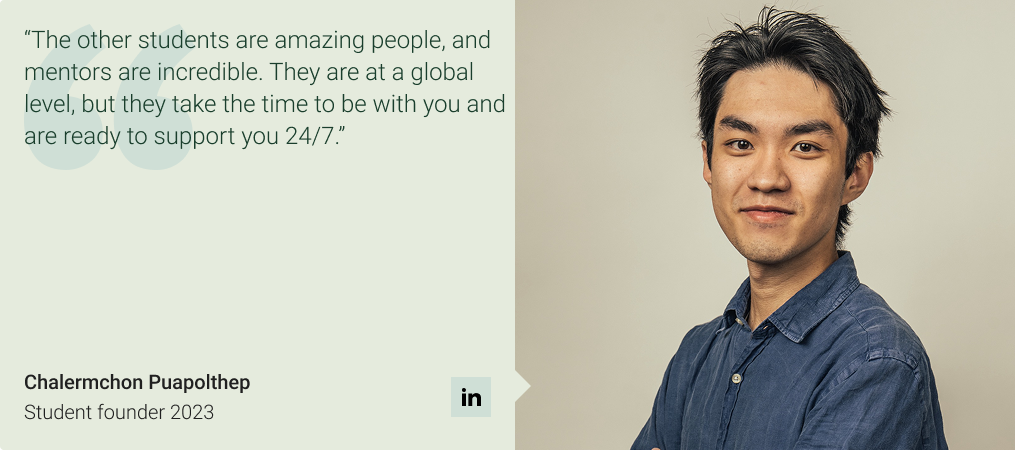 “The other students are amazing people, and
mentors are incredible. They are at a global
level, but they take the time to be with you and
are ready to support you 24/7.”
Chalermchon Puapolthep
Student founder 2023
in